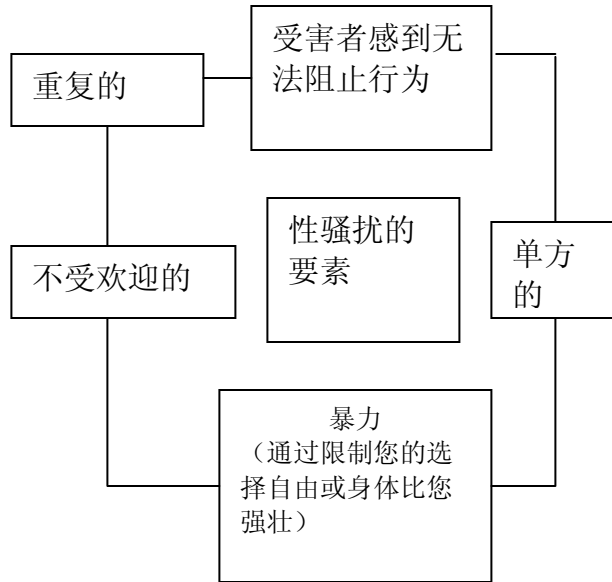 受害者感到无
法阻止行为
重复的
性骚扰的
要素
不受欢迎的
单方
的
暴力
（通过限制您的选
择自由或身体比您
强壮）